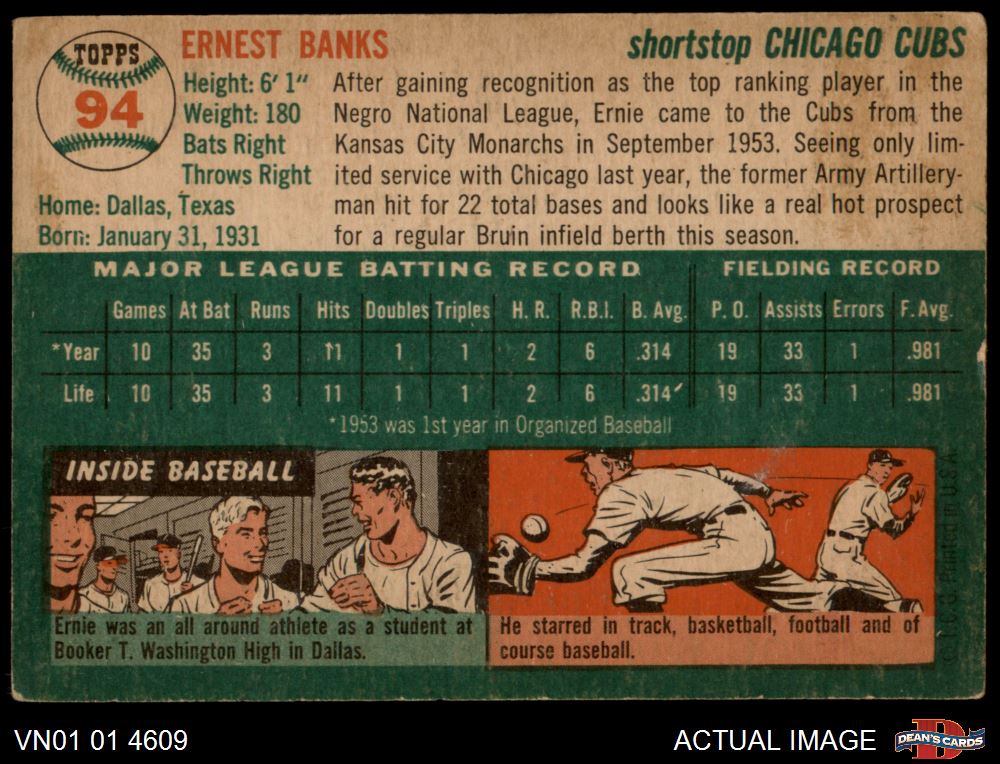 TOPPS
94
ERNEST BANKS
shortstop CHICAGO CUBS
Height: 6' 1"
Weight: 180
Bats Right
Throws Right
Home: Dallas, Texas
Born: January 31, 1931
After gaining recognition as the top ranking player in the
Negro National League, Ernie came to the Cubs from the
Kansas City Monarchs in September 1953. Seeing only lim-
ited service with Chicago last year, the former Army Artillery-
man hit for 22 total bases and looks like a real hot prospect
for a regular Bruin infield berth this season.
MAJOR LEAGUE BATTING RECORD FIELDING RECORD
Games At Bat Runs Hits Doubles Triples H. R. R.B.I. B. Avg. P. O. Assists Errors F. Avg.
*Year 10 35 3 11 1 1 2 6 .314 19 33 1 .981
Life 10 35 3 11 1 1 2 6 .314 19 33 1 .981
*1953 was 1st year in Organized Baseball
INSIDE BASEBALL
Ernie was an all around athlete as a student at
Booker T. Washington High in Dallas.
He starred in track, basketball, football and of
course baseball.
© T. C. G. Printed in U.S.A.
VN01 01 4609
ACTUAL IMAGE
DEAN'S CARDS